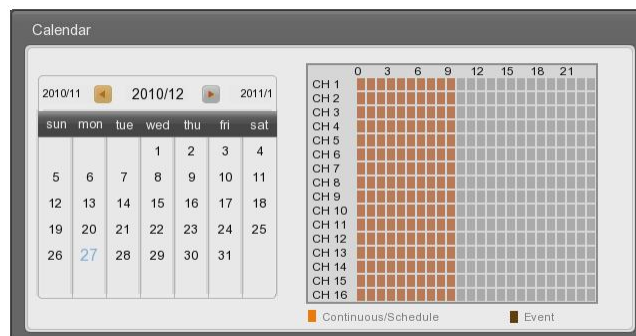 Calendar
2010/11 2010/12 2011/1
sun mon tue wed thu fri sat
1 2 3 4
5 6 7 8 9 10 11
12 13 14 15 16 17 18
19 20 21 22 23 24 25
26 27 28 29 30 31
0 3 6 9 12 15 18 21
CH 1
CH 2
CH 3
CH 4
CH 5
CH 6
CH 7
CH 8
CH 9
CH 10
CH 11
CH 12
CH 13
CH 14
CH 15
CH 16
Continuous/Schedule Event